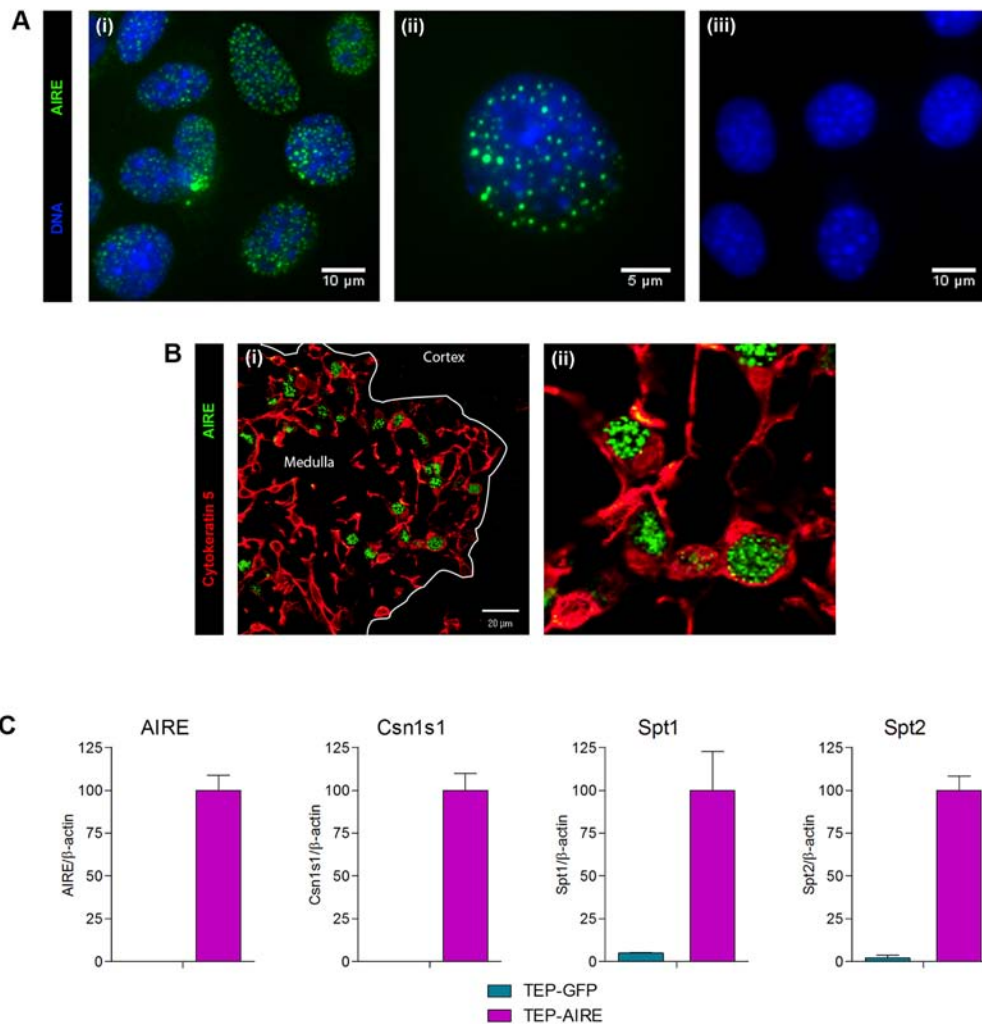 A
AIRE
DNA
(i)
10 µm
(ii)
5 µm
(iii)
10 µm
B
AIRE
Cytokeratin 5
(i)
Cortex
Medulla
20 µm
(ii)
C
AIRE
AIRE/β-actin
125
100
75
50
25
0
Csn1s1
Csn1s1/β-actin
125
100
75
50
25
0
Spt1
Spt1/β-actin
125
100
75
50
25
0
Spt2
Spt2/β-actin
125
100
75
50
25
0
TEP-GFP
TEP-AIRE